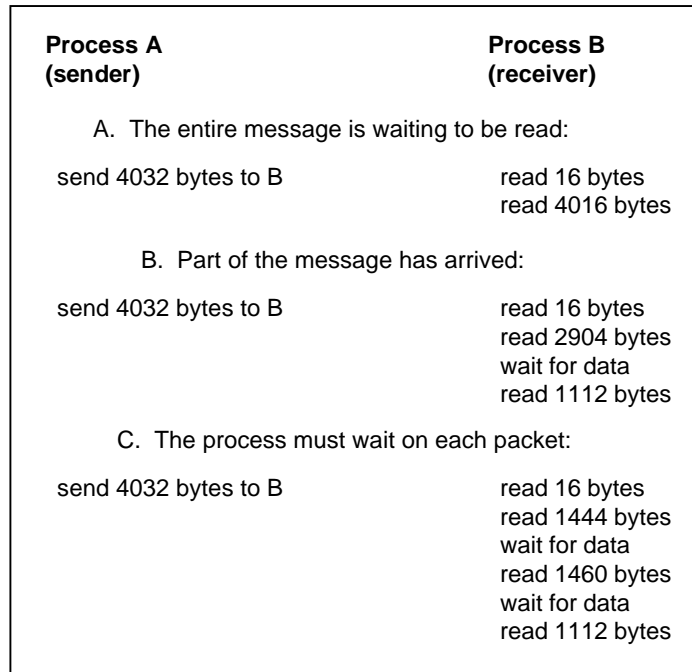 Process A Process B
(sender) (receiver)
A. The entire message is waiting to be read:
send 4032 bytes to B read 16 bytes
read 4016 bytes
B. Part of the message has arrived:
send 4032 bytes to B read 16 bytes
read 2904 bytes
wait for data
read 1112 bytes
C. The process must wait on each packet:
send 4032 bytes to B read 16 bytes
read 1444 bytes
wait for data
read 1460 bytes
wait for data
read 1112 bytes